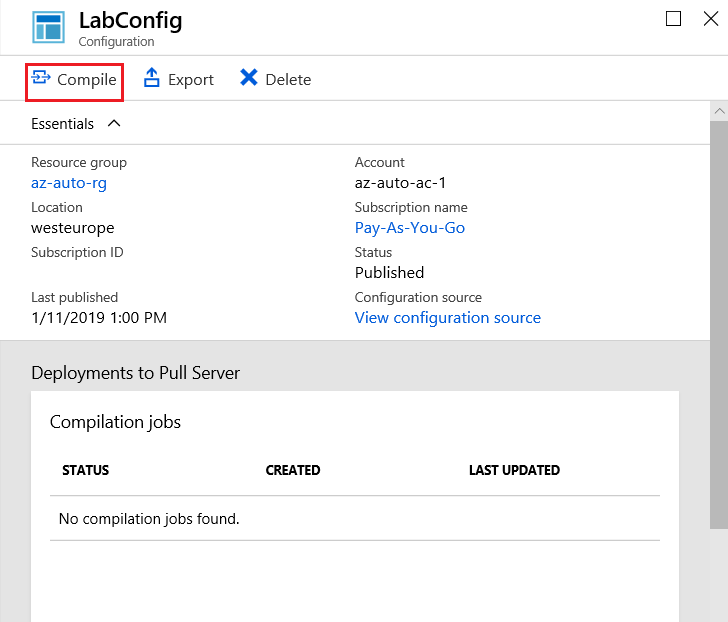 LabConfig
Configuration
Compile Export Delete
Essentials
Resource group Account
az-auto-rg az-auto-ac-1
Location Subscription name
westeurope Pay-As-You-Go
Subscription ID Status
Published
Last published Configuration source
1/11/2019 1:00 PM View configuration source
Deployments to Pull Server
Compilation jobs
STATUS CREATED LAST UPDATED
No compilation jobs found.